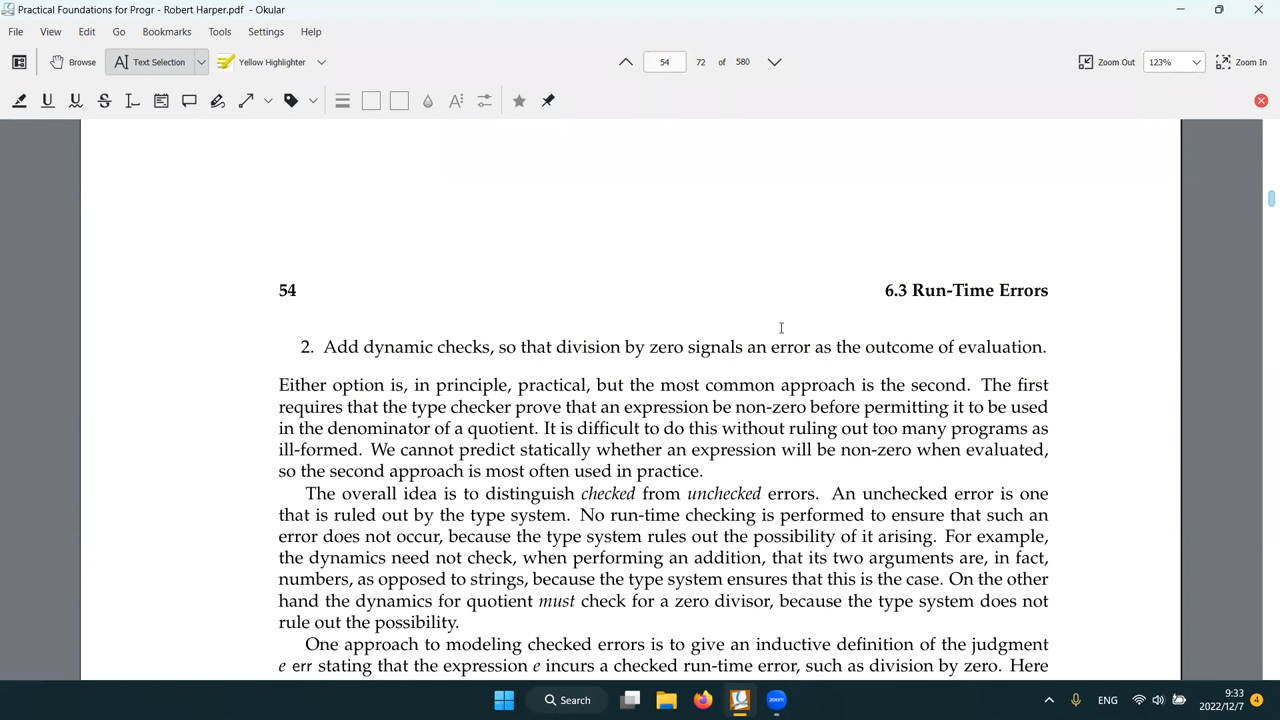 Practical Foundations for Progr - Robert Harper.pdf - Okular
File View Edit Go Bookmarks Tools Settings Help
Browse Text Selection Yellow Highlighter 54 72 of 580 Zoom Out 123% Zoom In
54 6.3 Run-Time Errors
2. Add dynamic checks, so that division by zero signals an error as the outcome of evaluation.
Either option is, in principle, practical, but the most common approach is the second. The first
requires that the type checker prove that an expression be non-zero before permitting it to be used
in the denominator of a quotient. It is difficult to do this without ruling out too many programs as
ill-formed. We cannot predict statically whether an expression will be non-zero when evaluated,
so the second approach is most often used in practice.
The overall idea is to distinguish checked from unchecked errors. An unchecked error is one
that is ruled out by the type system. No run-time checking is performed to ensure that such an
error does not occur, because the type system rules out the possibility of it arising. For example,
the dynamics need not check, when performing an addition, that its two arguments are, in fact,
numbers, as opposed to strings, because the type system ensures that this is the case. On the other
hand the dynamics for quotient must check for a zero divisor, because the type system does not
rule out the possibility.
One approach to modeling checked errors is to give an inductive definition of the judgment
e err stating that the expression e incurs a checked run-time error, such as division by zero. Here
Search zoom ENG 9:33 4
2022/12/7